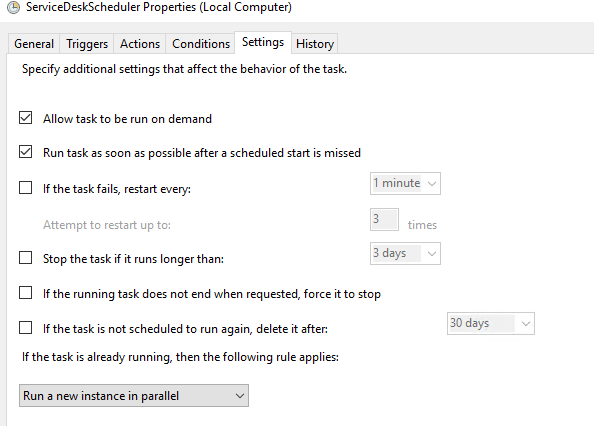 ServiceDeskScheduler Properties (Local Computer)
General Triggers Actions Conditions Settings History
Specify additional settings that affect the behavior of the task.
Allow task to be run on demand
Run task as soon as possible after a scheduled start is missed
If the task fails, restart every: 1 minute
Attempt to restart up to: 3 times
Stop the task if it runs longer than: 3 days
If the running task does not end when requested, force it to stop
If the task is not scheduled to run again, delete it after: 30 days
If the task is already running, then the following rule applies:
Run a new instance in parallel